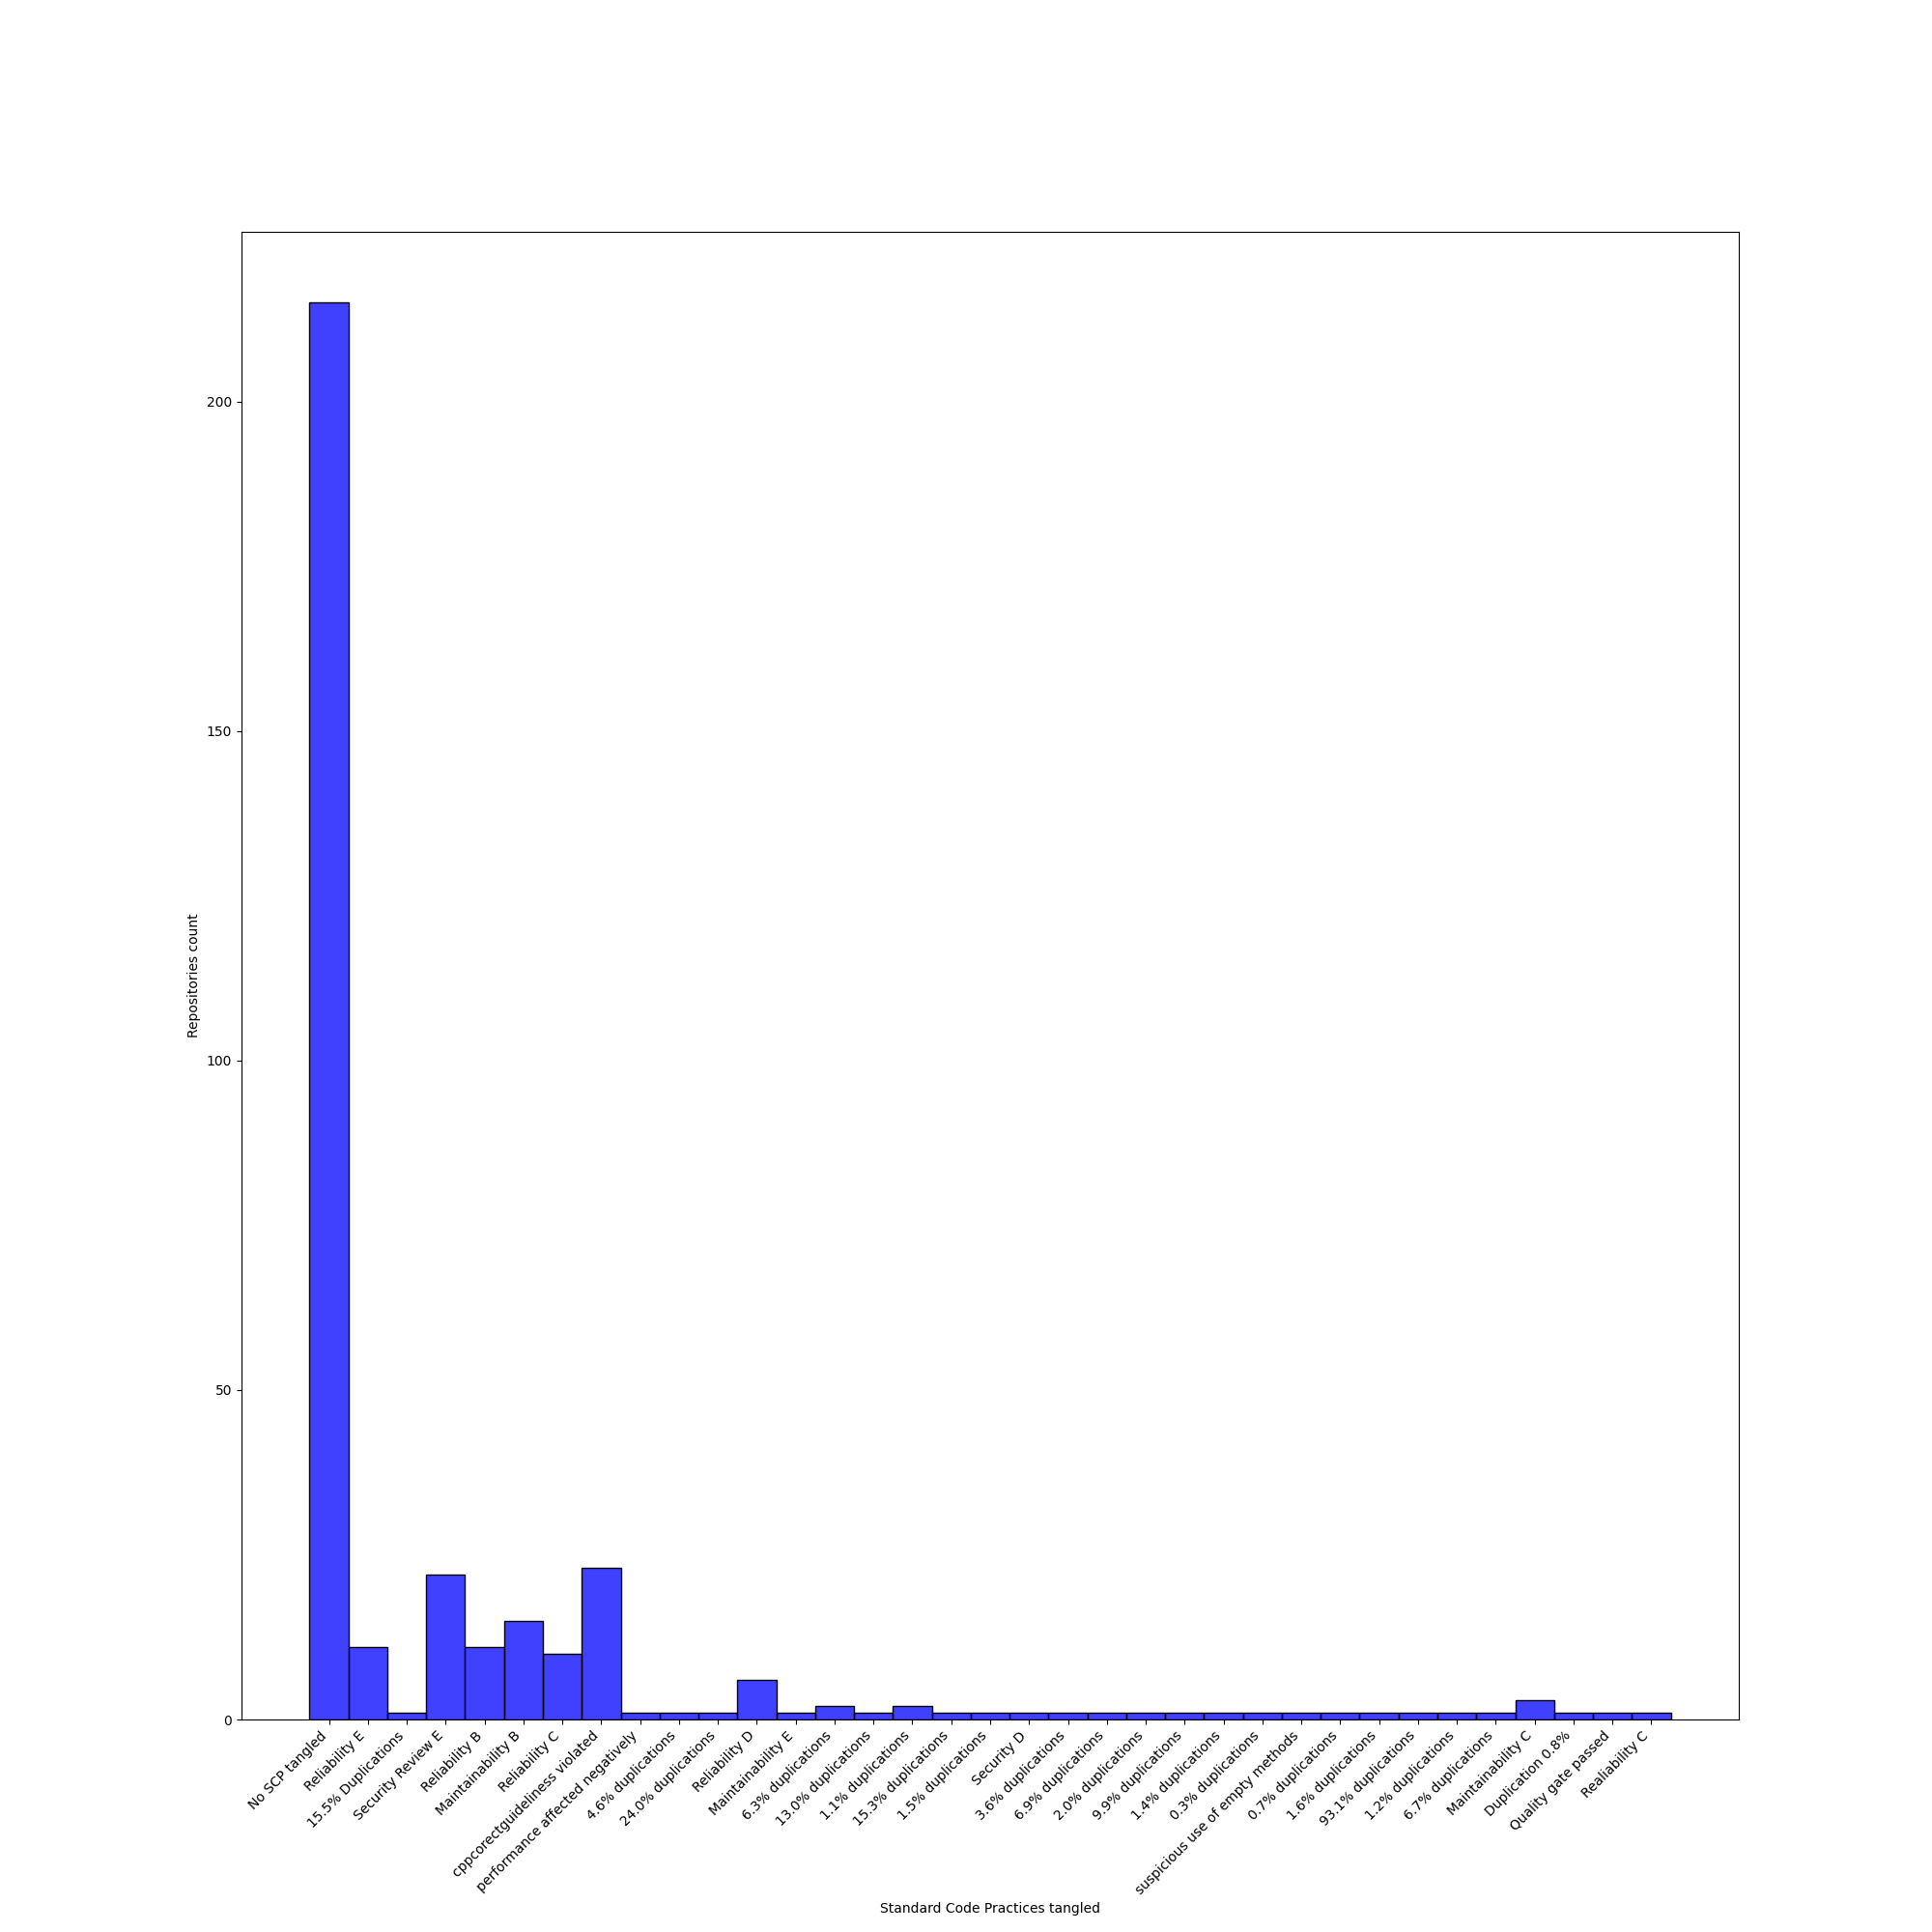 Repositories count
200
150
100
50
0
No SCP tangled
Reliability E
15.5% Duplications
Security Review E
Reliability B
Maintainability B
Reliability C
cppcorectguideliness violated
performance affected negatively
4.6% duplications
24.0% duplications
Reliability D
Maintainability E
6.3% duplications
13.0% duplications
1.1% duplications
15.3% duplications
1.5% duplications
Security D
3.6% duplications
6.9% duplications
2.0% duplications
9.9% duplications
1.4% duplications
0.3% duplications
suspicious use of empty methods
0.7% duplications
1.6% duplications
93.1% duplications
1.2% duplications
6.7% duplications
Maintainability C
Duplication 0.8%
Quality gate passed
Realiability C
Standard Code Practices tangled